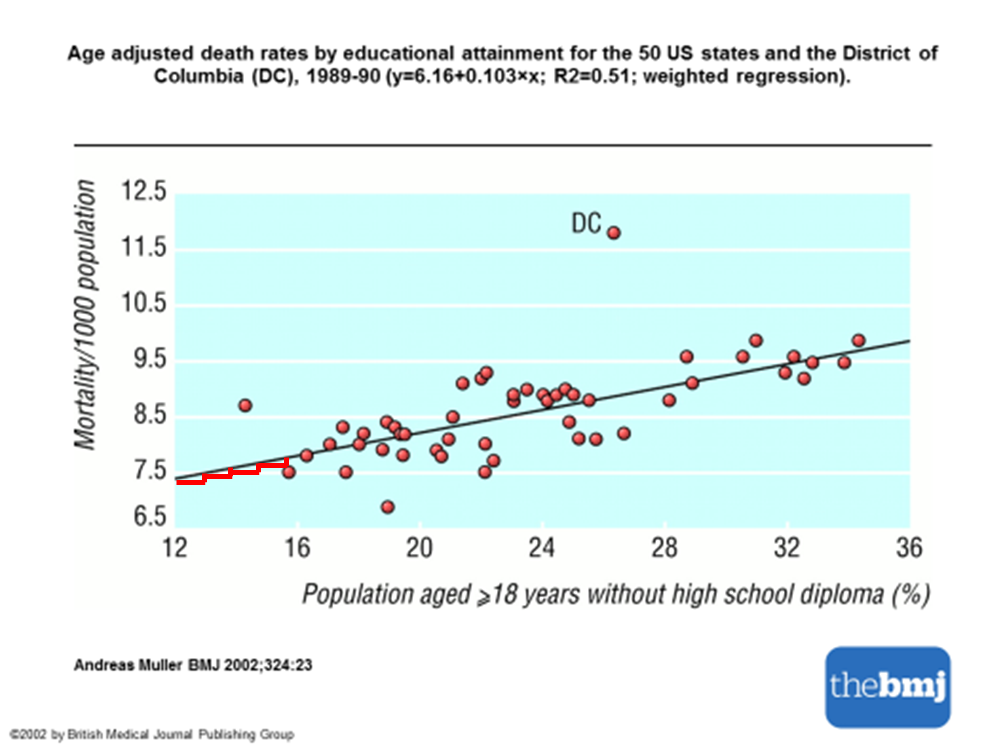 Age adjusted death rates by educational attainment for the 50 US states and the District of
Columbia (DC), 1989-90 (y=6.16+0.103×x; R2=0.51; weighted regression).
Mortality/1000 population
12.5
11.5
10.5
9.5
8.5
7.5
6.5
DC
12 16 20 24 28 32 36
Population aged ⩾18 years without high school diploma (%)
Andreas Muller BMJ 2002;324:23
thebmj
©2002 by British Medical Journal Publishing Group